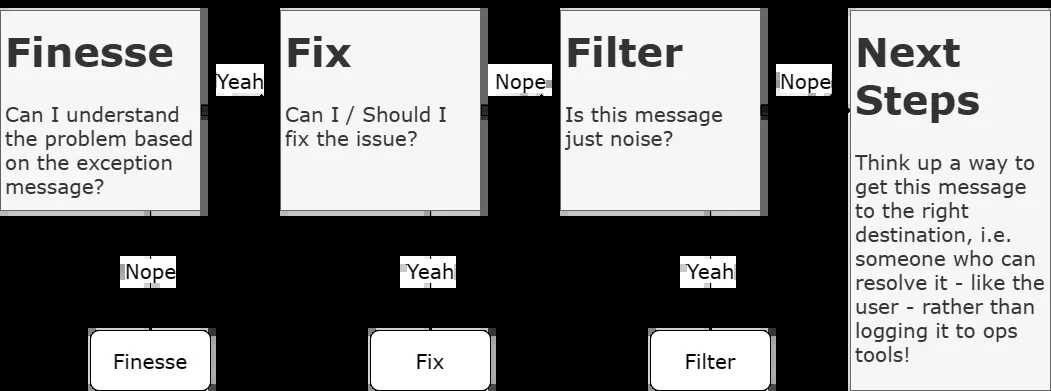 Finesse
Can I understand
the problem based
on the exception
message?
Yeah
Fix
Can I / Should I
fix the issue?
Nope
Filter
Is this message
just noise?
Nope
Next
Steps
Think up a way to
get this message
to the right
destination, i.e.
someone who can
resolve it - like the
user - rather than
logging it to ops
tools!
Nope
Yeah
Yeah
Finesse
Fix
Filter